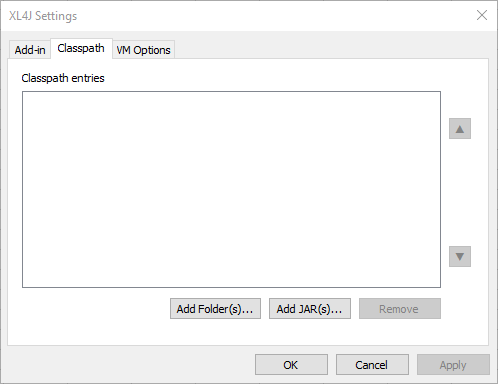 XL4J Settings
Add-in Classpath VM Options
Classpath entries
Add Folder(s)... Add JAR(s)... Remove
OK Cancel Apply